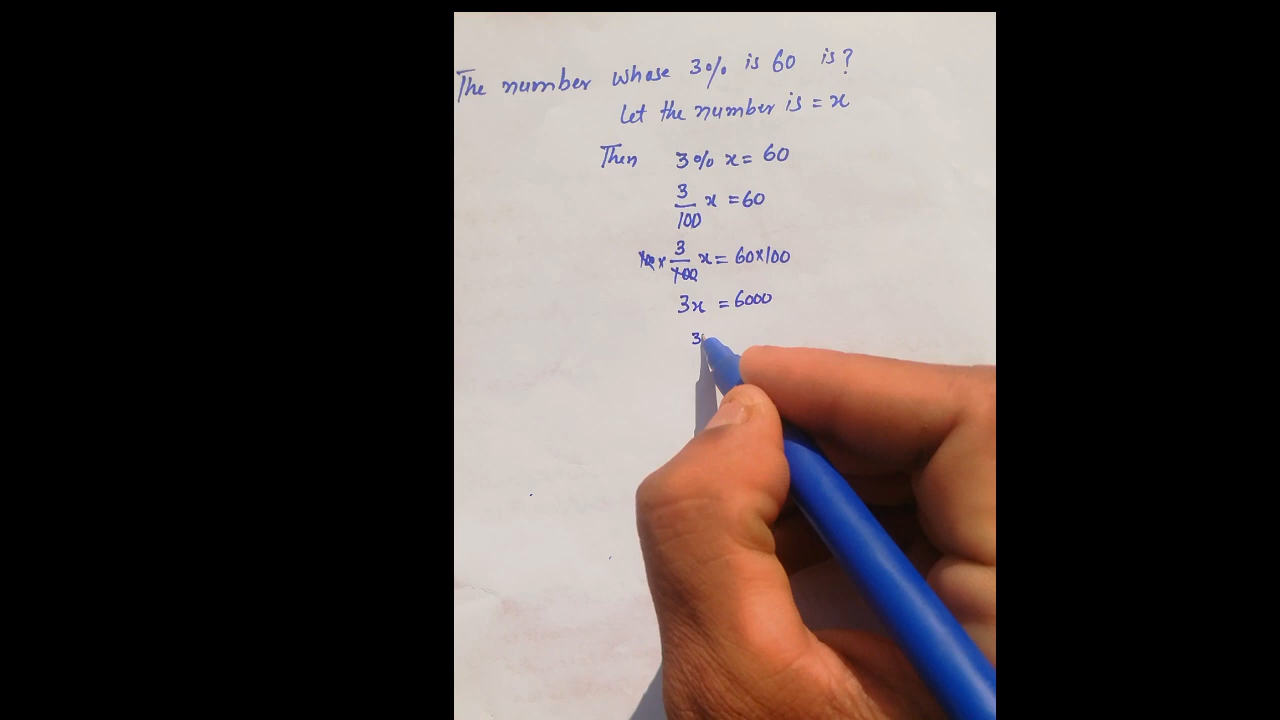 The number whose 3% is 60 is?
Let the number is = x
Then 3% x = 60
3/100 x = 60
100 × 3/100 x = 60×100
3x = 6000
3